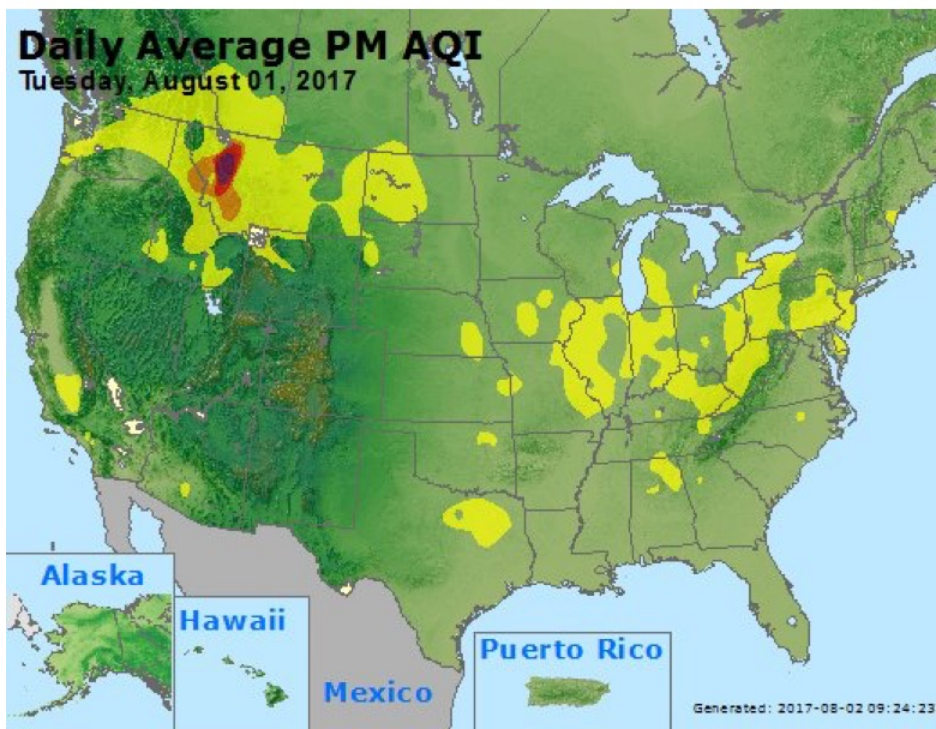 Daily Average PM AQI
Tuesday, August 01, 2017
Alaska
Hawaii
Mexico
Puerto Rico
Generated: 2017-08-02 09:24:23